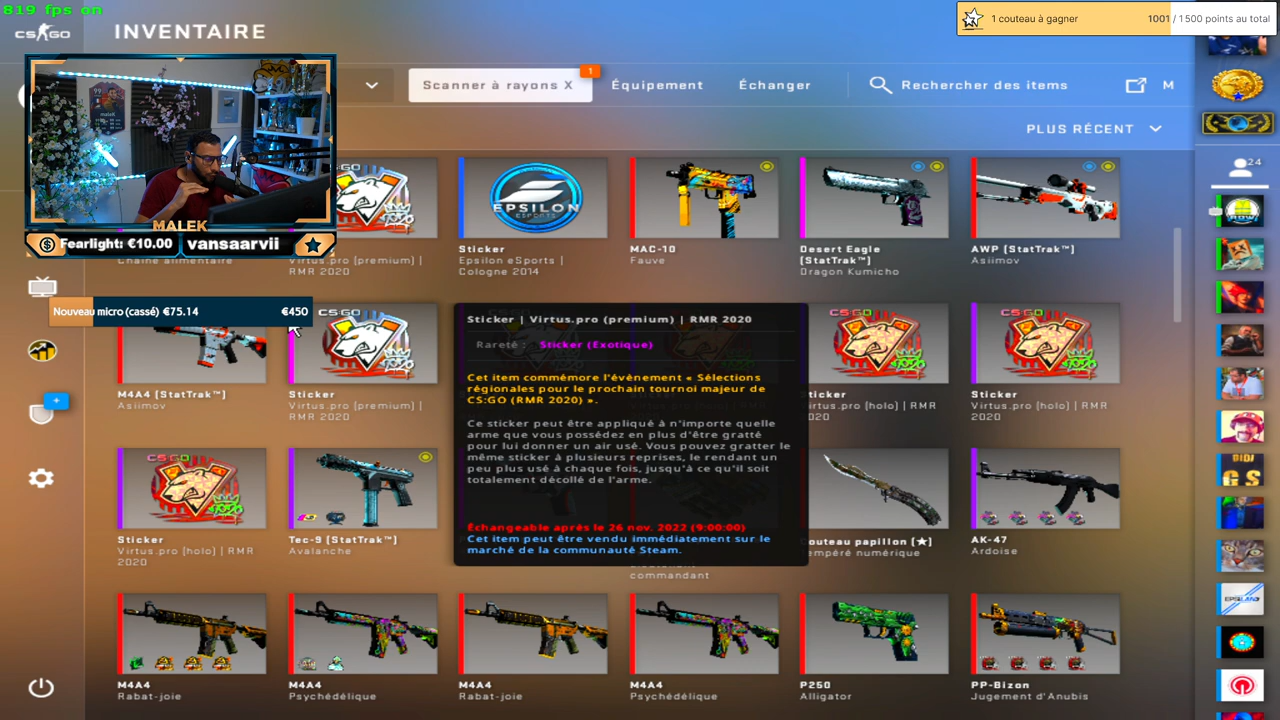 819 fps on
CS:GO
INVENTAIRE
1 couteau à gagner
1001 / 1500 points au total
Scanner à rayons X
1
Équipement
Échanger
Rechercher des items
M
PLUS RÉCENT
24
MALEK
Fearlight: €10.00
vansaarvii
Nouveau micro (cassé) €75.14
€450
Chaîne alimentaire
Virtus.pro (premium) |
RMR 2020
EPSILON
ESPORTS
Sticker
Epsilon eSports |
Cologne 2014
MAC-10
Fauve
Desert Eagle
(StatTrak™)
Dragon Kumicho
AWP (StatTrak™)
Asiimov
M4A4 (StatTrak™)
Asiimov
Sticker
Virtus.pro (premium) |
RMR 2020
Sticker | Virtus.pro (premium) | RMR 2020
Rareté :
Sticker (Exotique)
Cet item commémore l'évènement « Sélections
régionales pour le prochain tournoi majeur de
CS:GO (RMR 2020) ».
Ce sticker peut être appliqué à n'importe quelle
arme que vous possédez en plus d'être gratté
pour lui donner un air usé. Vous pouvez gratter le
même sticker à plusieurs reprises, le rendant un
peu plus usé à chaque fois, jusqu'à ce qu'il soit
totalement décollé de l'arme.
Échangeable après le 26 nov. 2022 (9:00:00)
Cet item peut être vendu immédiatement sur le
marché de la communauté Steam.
Sticker
Virtus.pro (holo) | RMR
2020
Sticker
Virtus.pro (holo) | RMR
2020
Sticker
Virtus.pro (holo) | RMR
2020
Tec-9 (StatTrak™)
Avalanche
commandant
outeau papillon (★)
empéré numérique
AK-47
Ardoise
M4A4
Rabat-joie
M4A4
Psychédélique
M4A4
Rabat-joie
M4A4
Psychédélique
P250
Alligator
PP-Bizon
Jugement d'Anubis